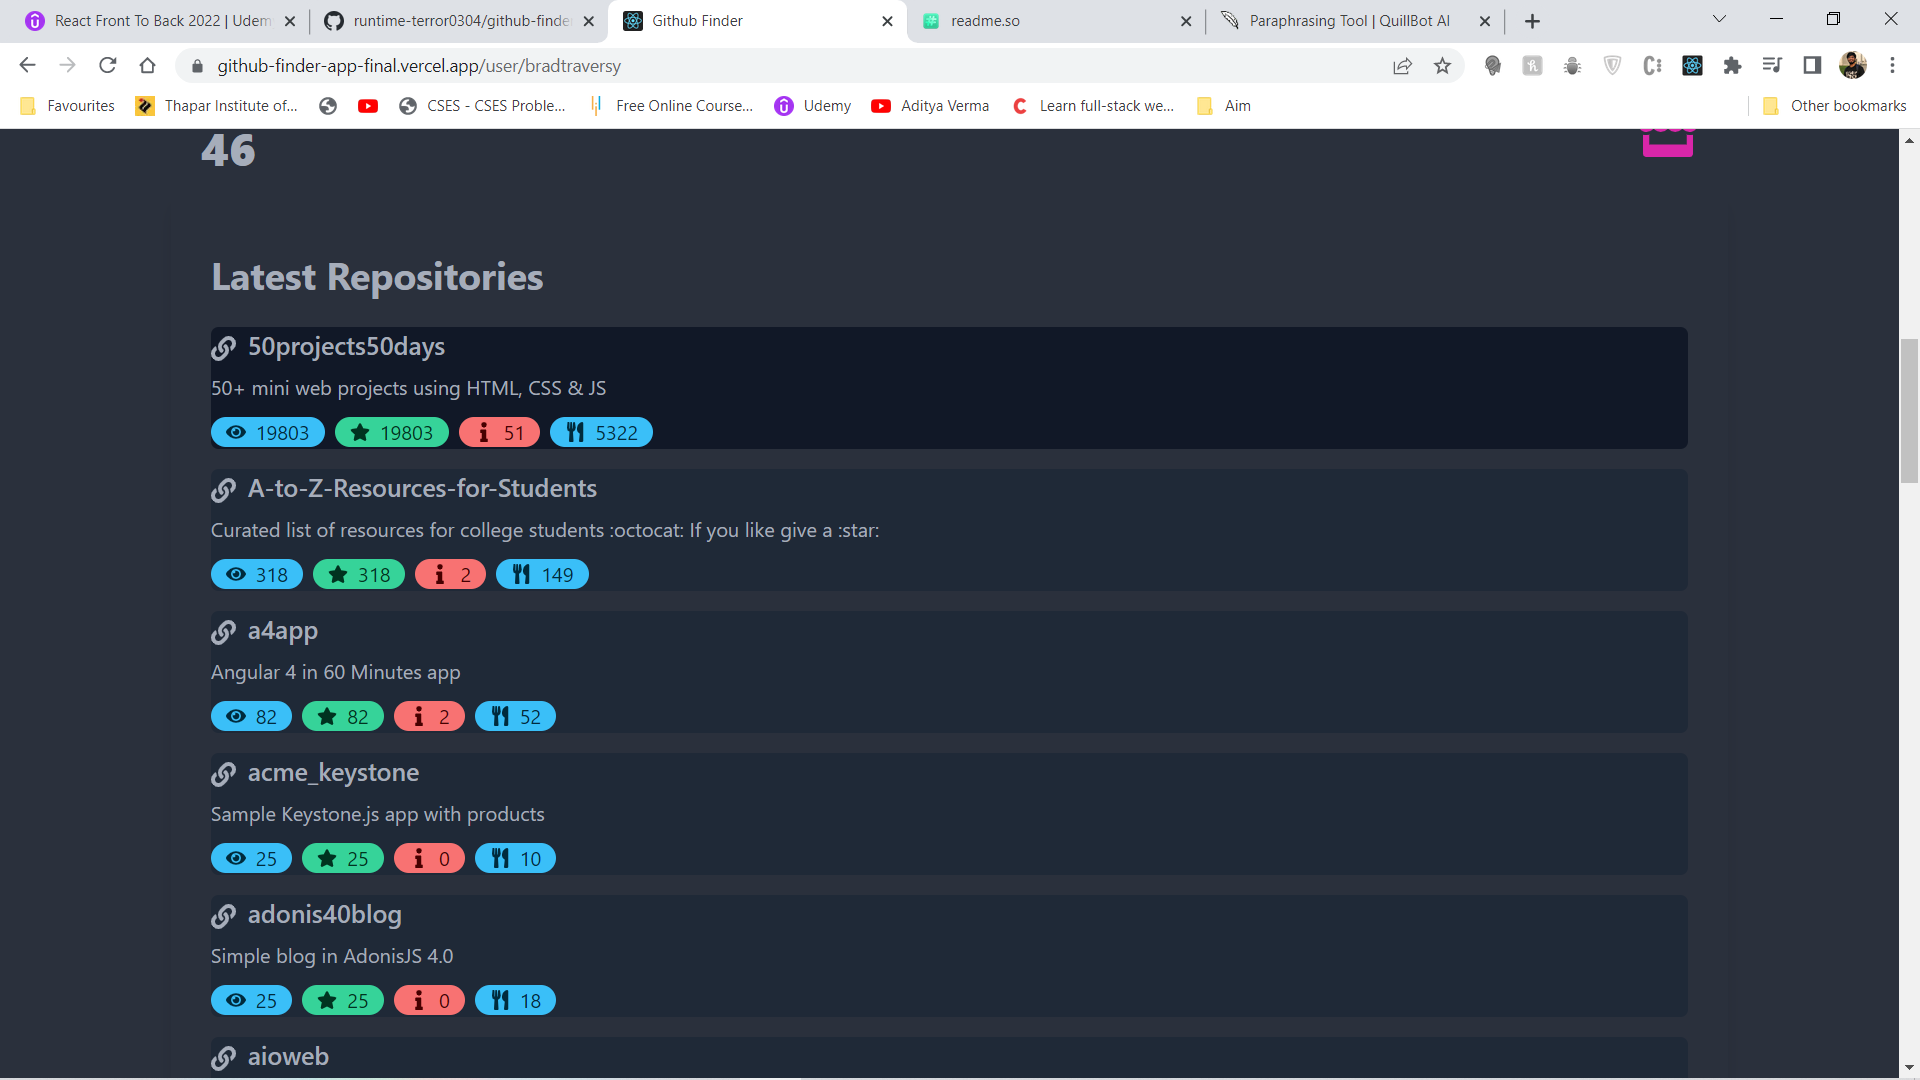 React Front To Back 2022 | Udem
runtime-terror0304/github-finde
Github Finder
readme.so
Paraphrasing Tool | QuillBot AI
github-finder-app-final.vercel.app/user/bradtraversy
Favourites
Thapar Institute of...
CSES - CSES Proble...
Free Online Course...
Udemy
Aditya Verma
Learn full-stack we...
Aim
Other bookmarks
46
Latest Repositories
50projects50days
50+ mini web projects using HTML, CSS & JS
19803 19803 51 5322
A-to-Z-Resources-for-Students
Curated list of resources for college students :octocat: If you like give a :star:
318 318 2 149
a4app
Angular 4 in 60 Minutes app
82 82 2 52
acme_keystone
Sample Keystone.js app with products
25 25 0 10
adonis40blog
Simple blog in AdonisJS 4.0
25 25 0 18
aioweb